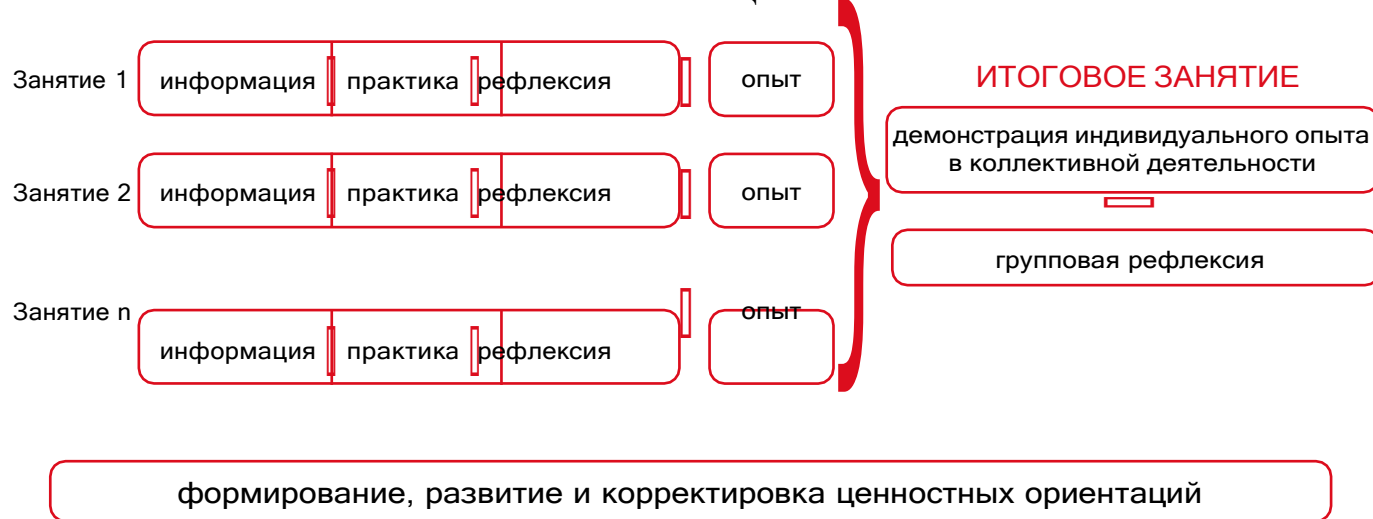 Занятие 1 информация практика рефлексия опыт
Занятие 2 информация практика рефлексия опыт
Занятие n опыт
информация практика рефлексия
ИТОГОВОЕ ЗАНЯТИЕ
демонстрация индивидуального опыта
в коллективной деятельности
групповая рефлексия
формирование, развитие и корректировка ценностных ориентаций